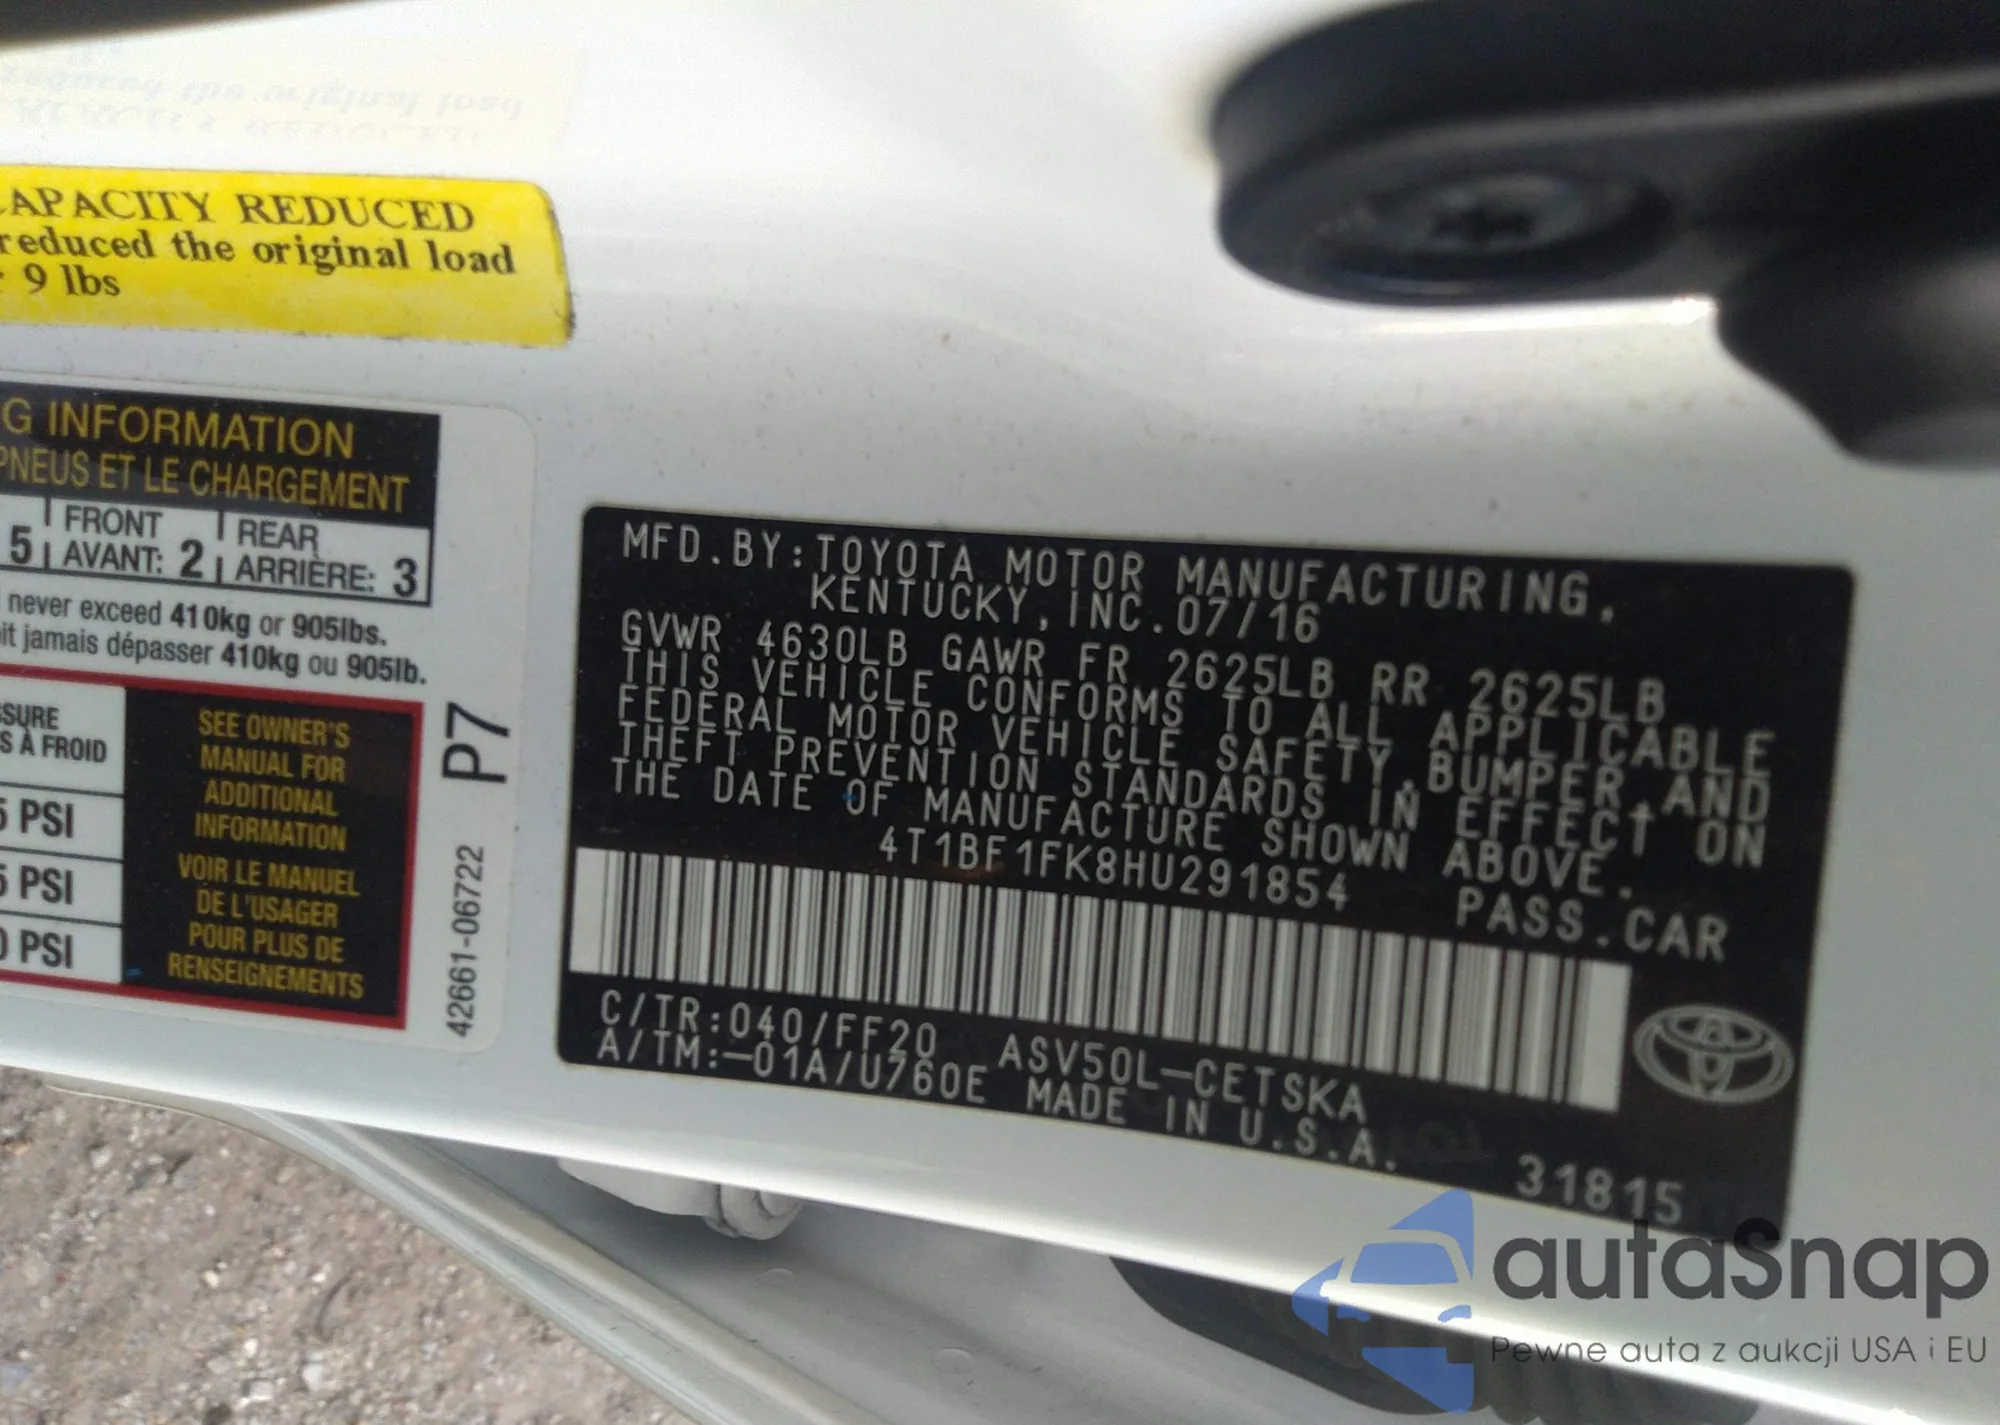 APACITY REDUCED
reduced the original load
9 lbs
G INFORMATION
PNEUS ET LE CHARGEMENT
5 FRONT AVANT: 2 REAR ARRIÈRE: 3
never exceed 410kg or 905lbs.
it jamais dépasser 410kg ou 905lb.
SSURE
S À FROID
5 PSI
5 PSI
0 PSI
SEE OWNER'S
MANUAL FOR
ADDITIONAL
INFORMATION
VOIR LE MANUEL
DE L'USAGER
POUR PLUS DE
RENSEIGNEMENTS
P7
42661-06722
MFD.BY:TOYOTA MOTOR MANUFACTURING,
KENTUCKY, INC. 07/16
GVWR 4630LB GAWR FR 2625LB RR 2625LB
THIS VEHICLE CONFORMS TO ALL APPLICABLE
FEDERAL MOTOR VEHICLE SAFETY,BUMPER,AND
THEFT PREVENTION STANDARDS IN EFFECT ON
THE DATE OF MANUFACTURE SHOWN ABOVE.
4T1BF1FK8HU291854 PASS.CAR
C/TR:040/FF20 ASV50L-CETSKA
A/TM:-01A/U760E MADE IN U.S.A.
31815
autaSnap
Pewne auta z aukcji USA i EU